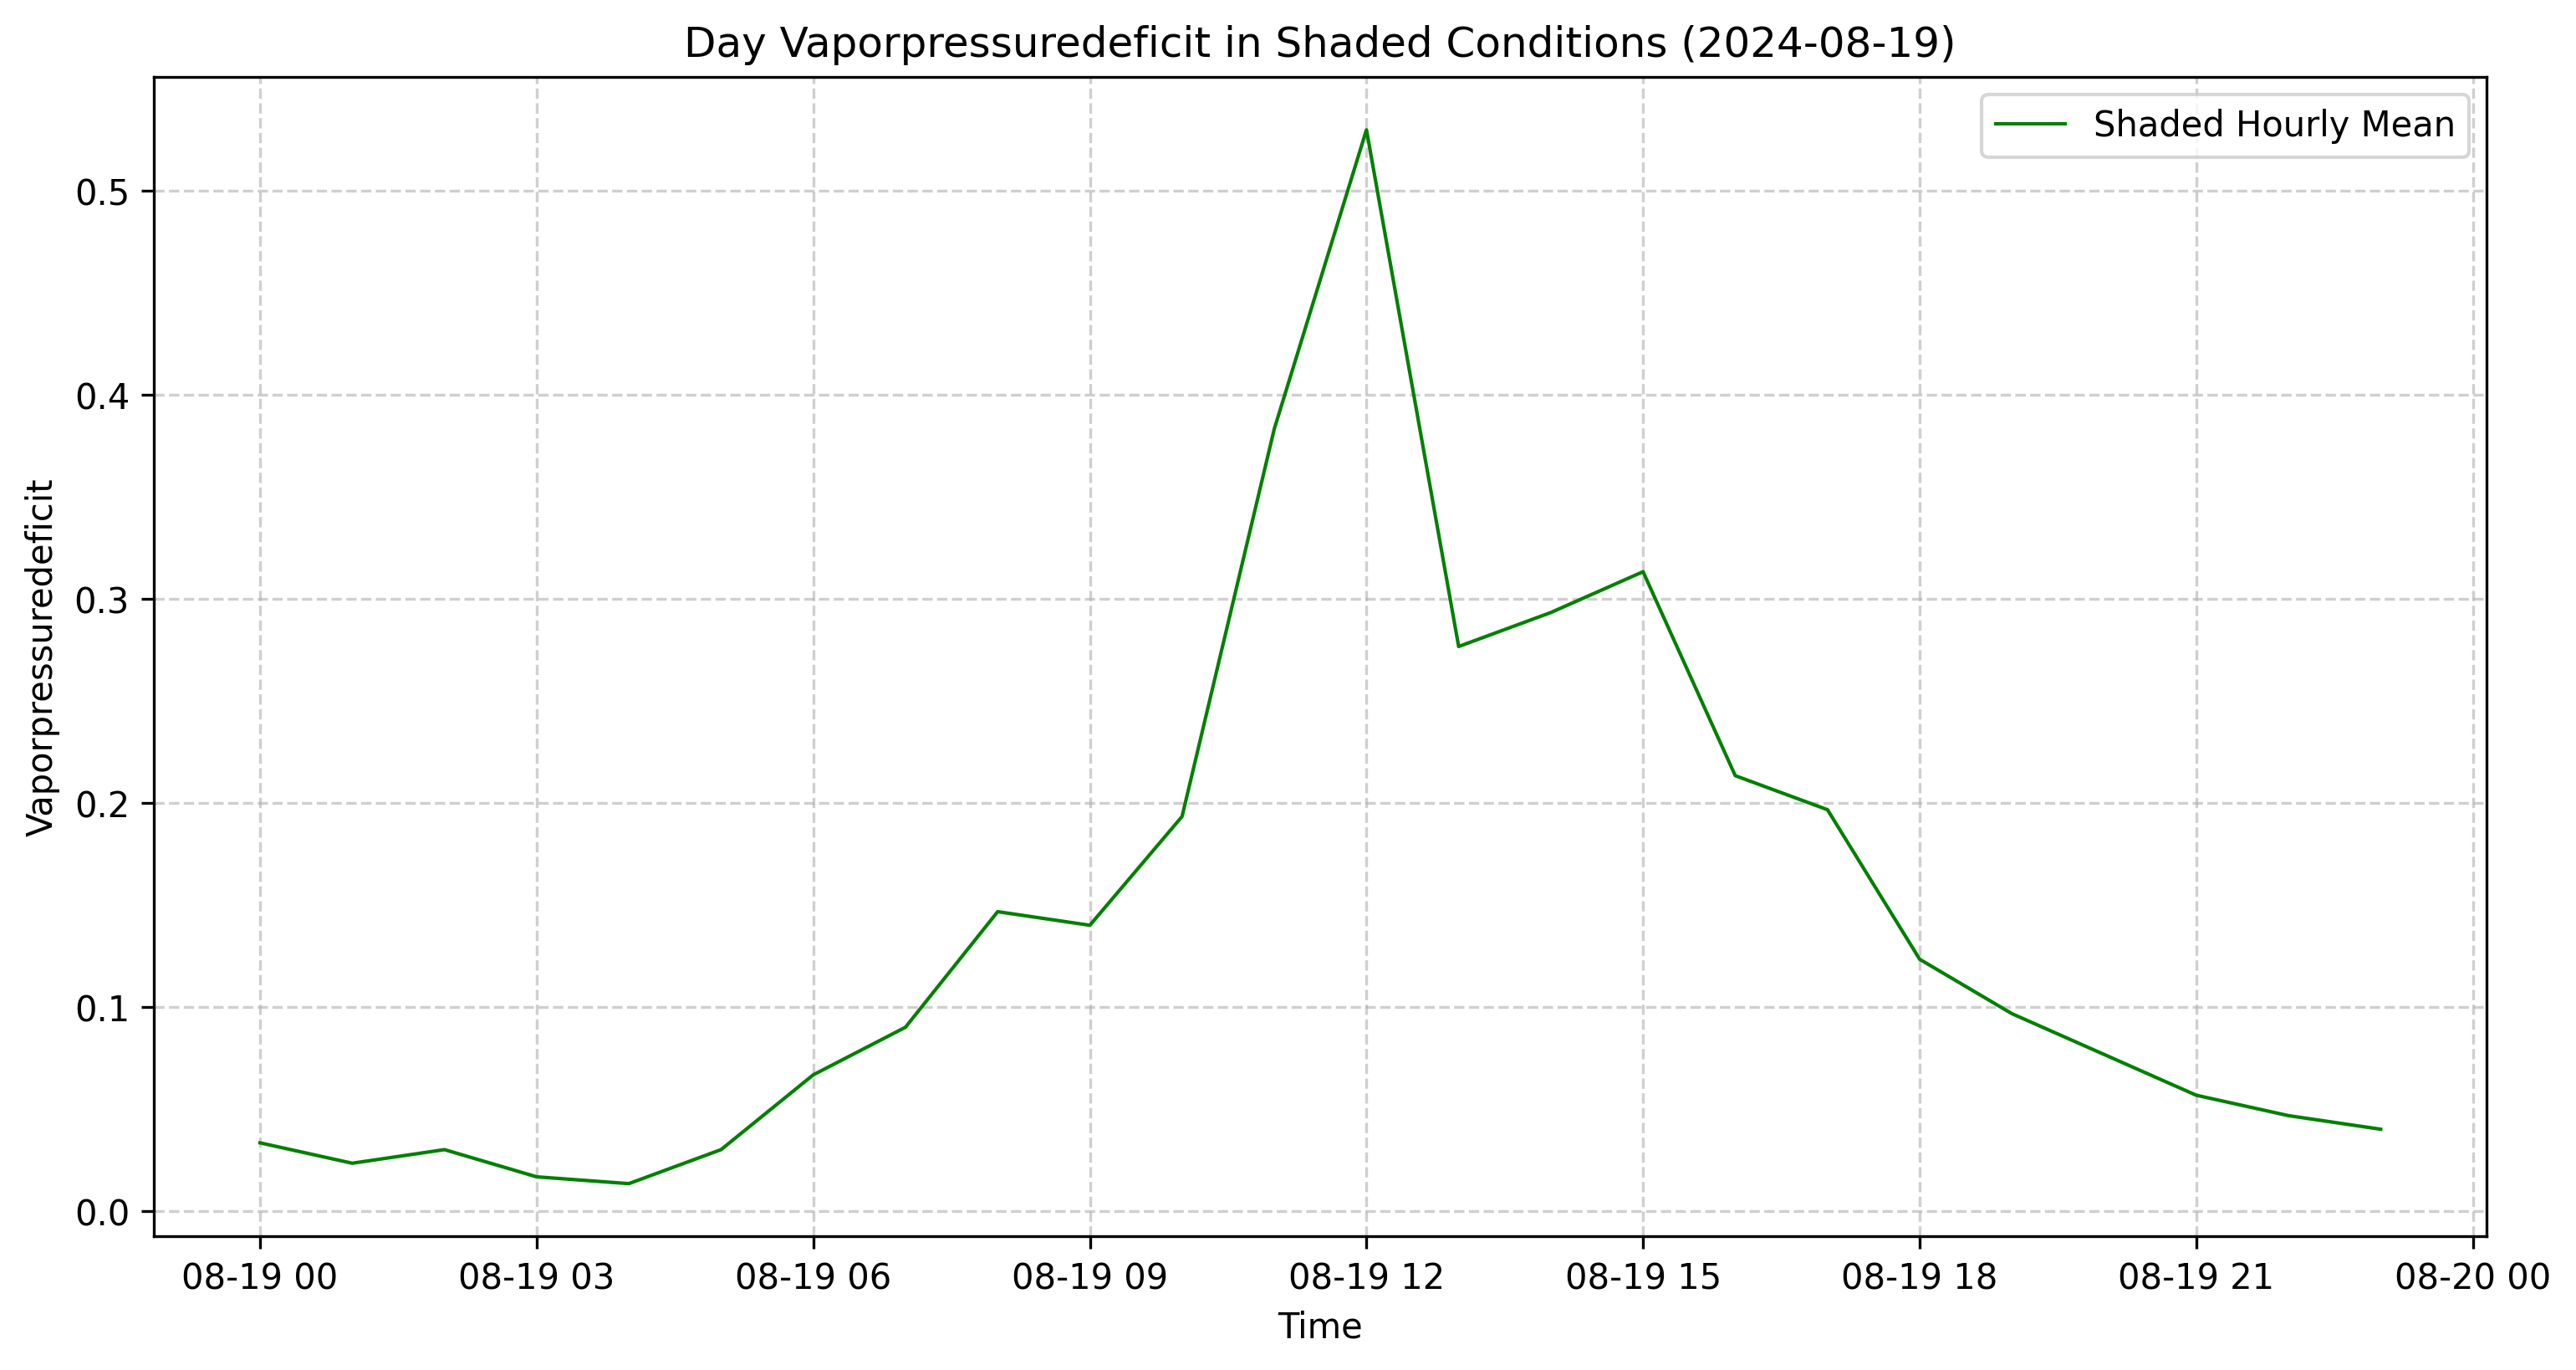 Day Vaporpressuredeficit in Shaded Conditions (2024-08-19)
Shaded Hourly Mean
Vaporpressuredeficit
0.5
0.4
0.3
0.2
0.1
0.0
08-19 00 08-19 03 08-19 06 08-19 09 08-19 12 08-19 15 08-19 18 08-19 21 08-20 00
Time